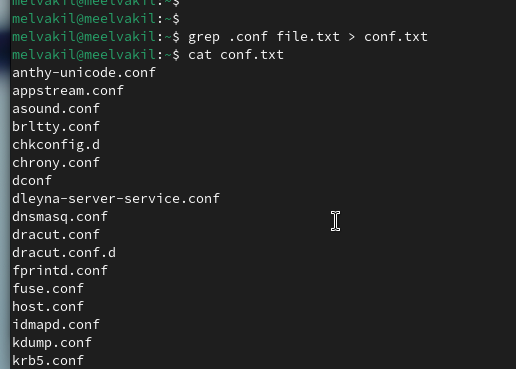 melvakil@meelvakil:~$
melvakil@meelvakil:~$
melvakil@meelvakil:~$ grep .conf file.txt > conf.txt
melvakil@meelvakil:~$ cat conf.txt
anthy-unicode.conf
appstream.conf
asound.conf
brltty.conf
chkconfig.d
chrony.conf
dconf
dleyna-server-service.conf
dnsmasq.conf
dracut.conf
dracut.conf.d
fprintd.conf
fuse.conf
host.conf
idmapd.conf
kdump.conf
krb5.conf